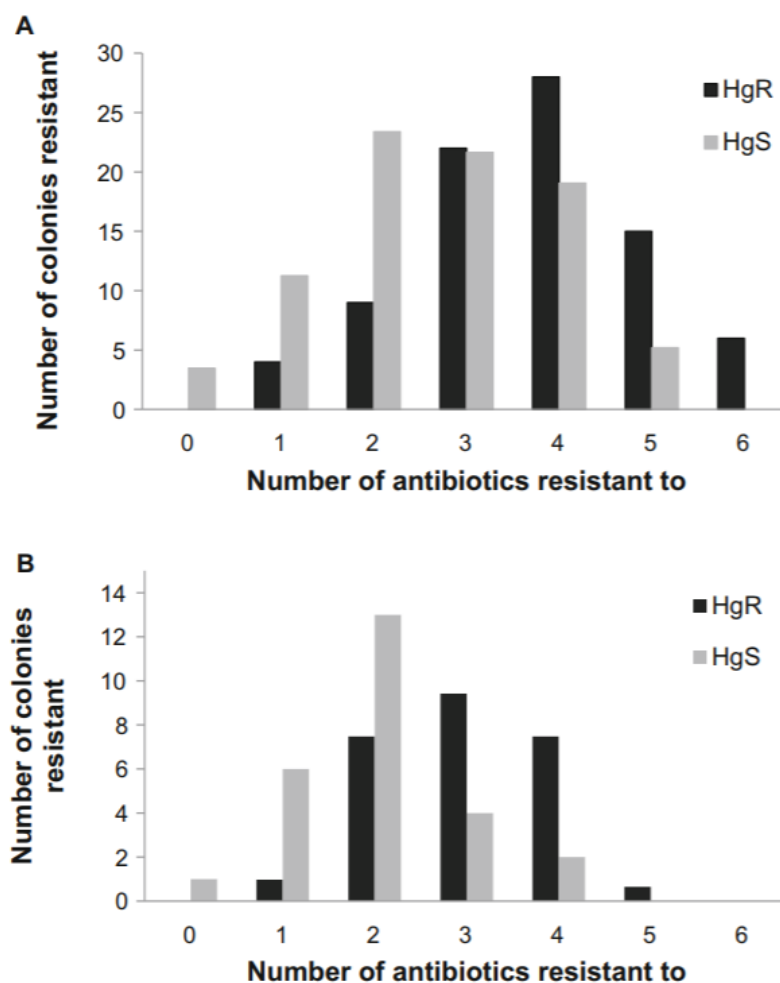 A
Number of colonies resistant
30
25
20
15
10
5
0
HgR
HgS
0 1 2 3 4 5 6
Number of antibiotics resistant to
B
Number of colonies
resistant
14
12
10
8
6
4
2
0
HgR
HgS
0 1 2 3 4 5 6
Number of antibiotics resistant to